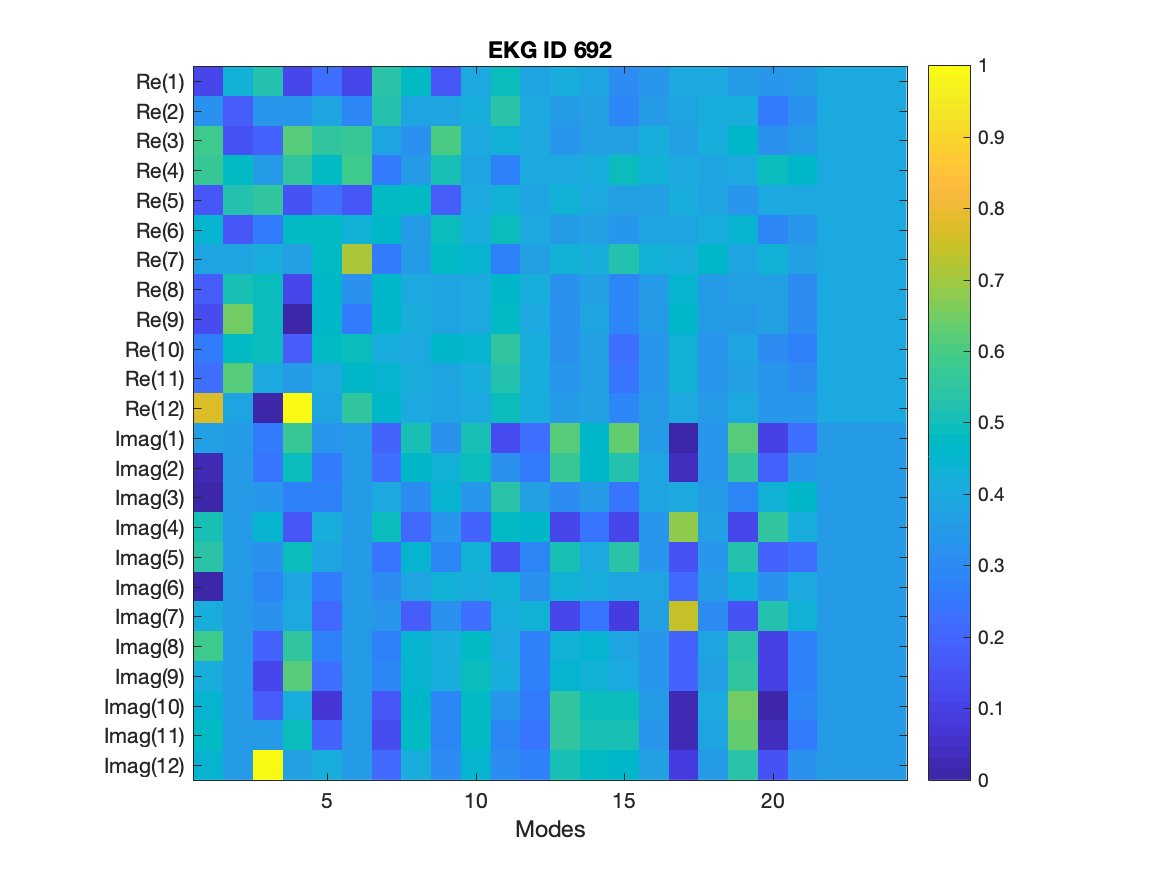 EKG ID 692
Re(1)
Re(2)
Re(3)
Re(4)
Re(5)
Re(6)
Re(7)
Re(8)
Re(9)
Re(10)
Re(11)
Re(12)
Imag(1)
Imag(2)
Imag(3)
Imag(4)
Imag(5)
Imag(6)
Imag(7)
Imag(8)
Imag(9)
Imag(10)
Imag(11)
Imag(12)
5 10 15 20
Modes
1
0.9
0.8
0.7
0.6
0.5
0.4
0.3
0.2
0.1
0